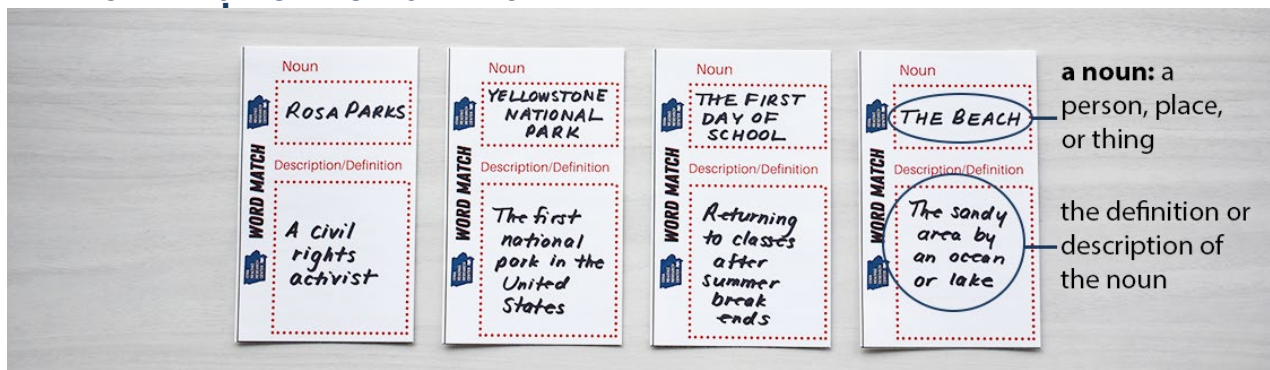 Noun
ROSA PARKS
Description/Definition
A civil
rights
activist
WORD MATCH
Noun
YELLOWSTONE
NATIONAL
PARK
Description/Definition
The first
national
park in the
United
States
WORD MATCH
Noun
THE FIRST
DAY OF
SCHOOL
Description/Definition
Returning
to classes
after
summer
break
ends
WORD MATCH
Noun
THE BEACH
Description/Definition
The sandy
area by
an ocean
or lake
WORD MATCH
a noun: a
person, place,
or thing
the definition or
description of
the noun